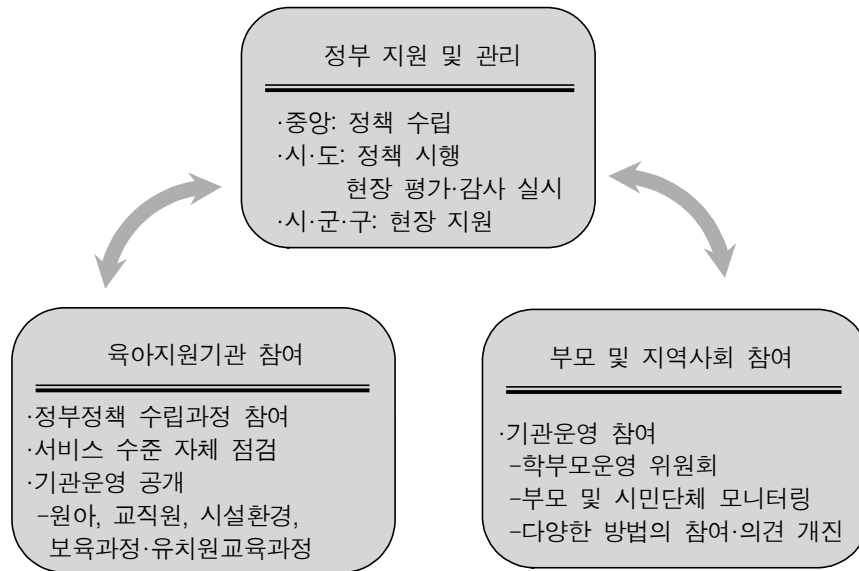 정부 지원 및 관리
·중앙: 정책 수립
·시·도: 정책 시행
현장 평가·감사 실시
·시·군·구: 현장 지원
육아지원기관 참여
·정부정책 수립과정 참여
·서비스 수준 자체 점검
·기관운영 공개
-원아, 교직원, 시설환경,
보육과정·유치원교육과정
부모 및 지역사회 참여
·기관운영 참여
-학부모운영 위원회
-부모 및 시민단체 모니터링
-다양한 방법의 참여·의견 개진